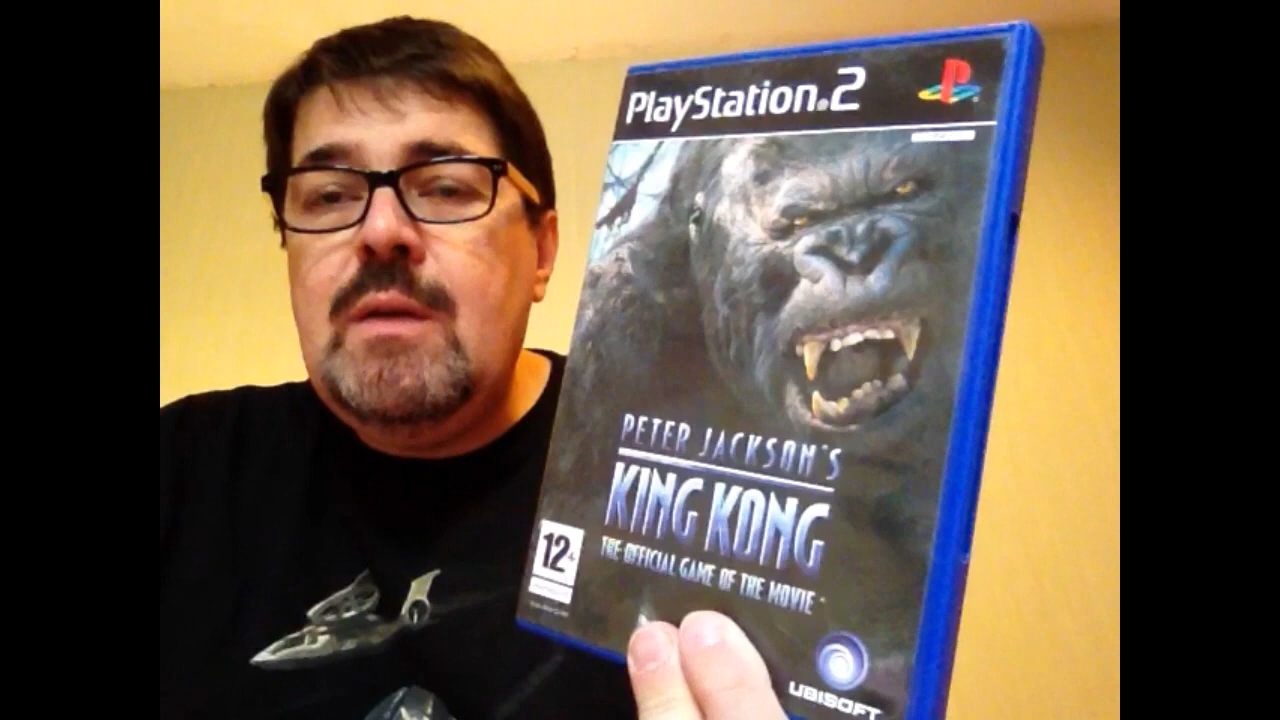 PlayStation.2
PETER JACKSON'S
KING KONG
THE OFFICIAL GAME OF THE MOVIE
12+
UBISOFT